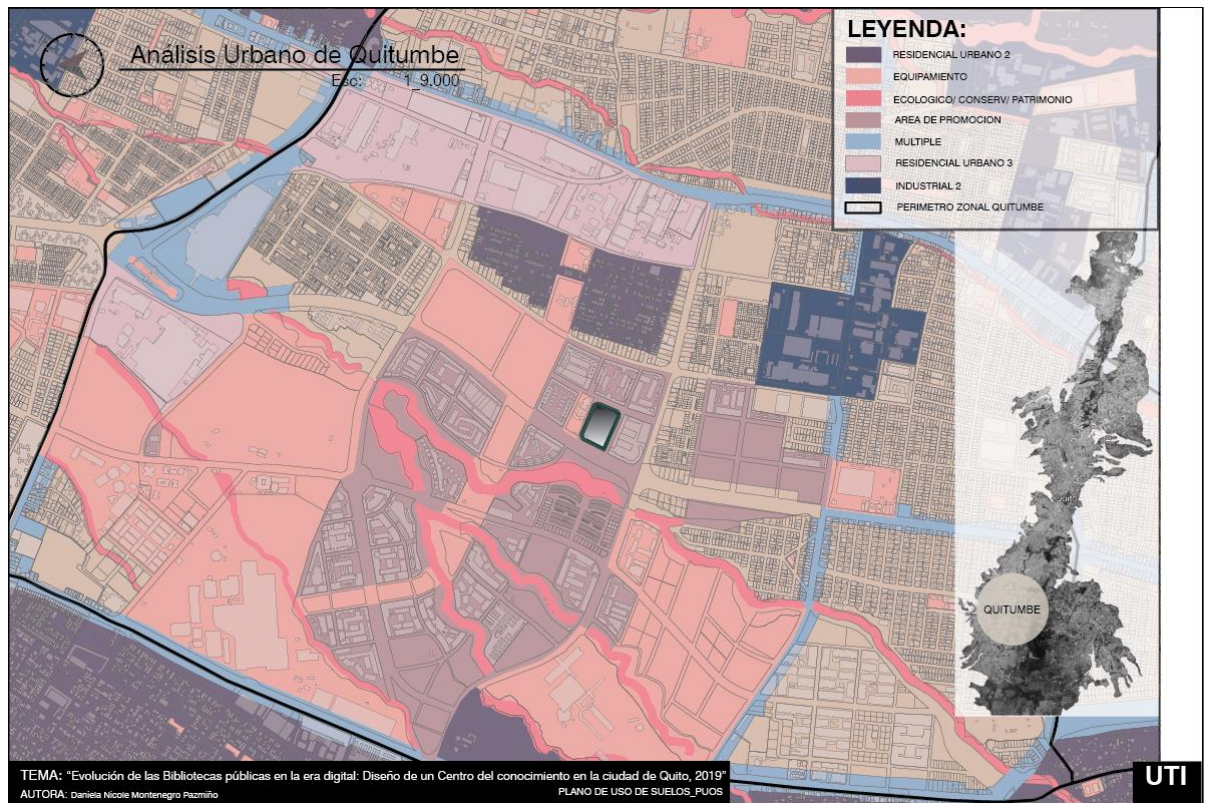 Análisis Urbano de Quitumbe
Esc: 1_9.000
LEYENDA:
RESIDENCIAL URBANO 2
EQUIPAMIENTO
ECOLOGICO/ CONSERV/ PATRIMONIO
AREA DE PROMOCION
MULTIPLE
RESIDENCIAL URBANO 3
INDUSTRIAL 2
PERIMETRO ZONAL QUITUMBE
Quito
QUITUMBE
TEMA: "Evolución de las Bibliotecas públicas en la era digital: Diseño de un Centro del conocimiento en la ciudad de Quito, 2019"
AUTORA: Daniela Nicole Montenegro Pazmiño
PLANO DE USO DE SUELOS_PUOS
UTI